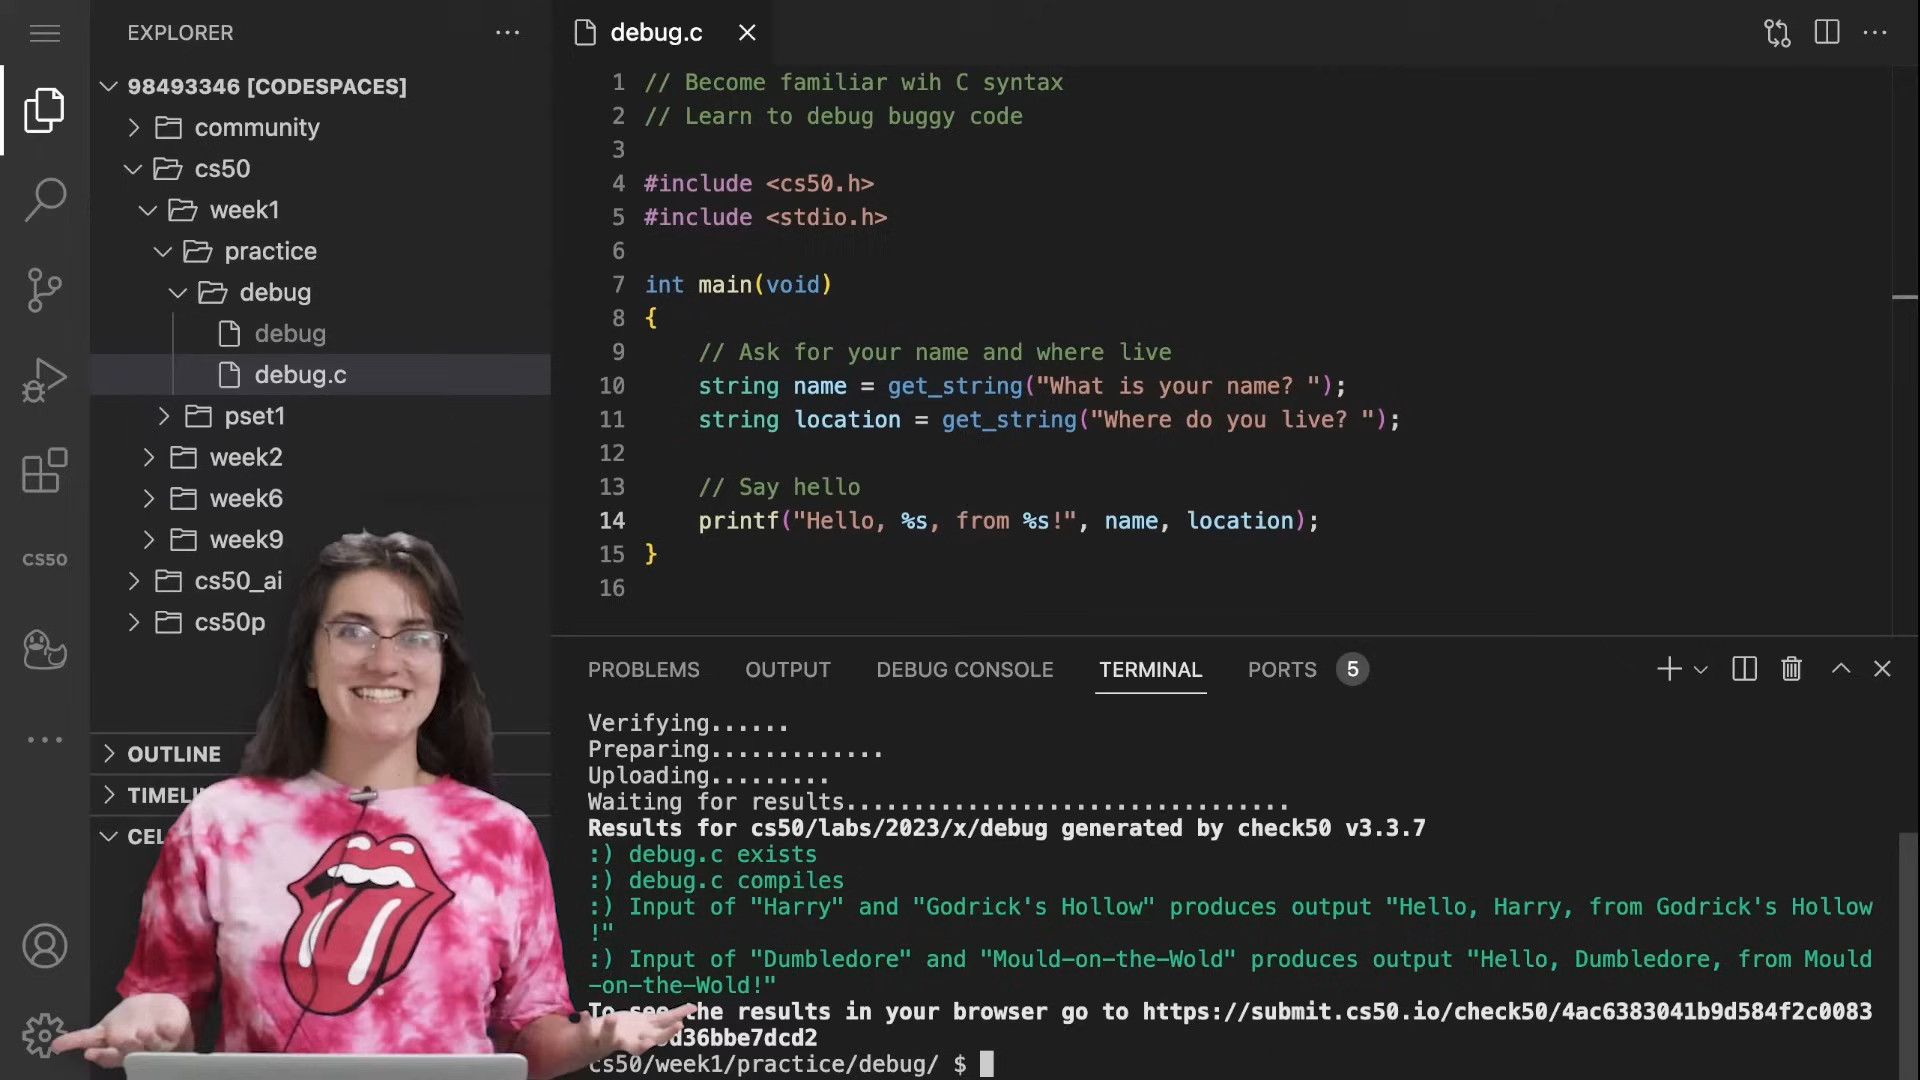 EXPLORER
98493346 [CODESPACES]
community
cs50
week1
practice
debug
debug
debug.c
pset1
week2
week6
week9
cs50_ai
cs50p
OUTLINE
CS50
debug.c
1 // Become familiar wih C syntax
2 // Learn to debug buggy code
3
4 #include <cs50.h>
5 #include <stdio.h>
6
7 int main(void)
8 {
9 // Ask for your name and where live
10 string name = get_string("What is your name? ");
11 string location = get_string("Where do you live? ");
12
13 // Say hello
14 printf("Hello, %s, from %s!", name, location);
15 }
16
PROBLEMS OUTPUT DEBUG CONSOLE TERMINAL PORTS 5
Verifying......
Preparing.............
Uploading.........
Waiting for results.................................
Results for cs50/labs/2023/x/debug generated by check50 v3.3.7
:) debug.c exists
:) debug.c compiles
:) Input of "Harry" and "Godrick's Hollow" produces output "Hello, Harry, from Godrick's Hollow
!"
:) Input of "Dumbledore" and "Mould-on-the-Wold" produces output "Hello, Dumbledore, from Mould
-on-the-Wold!"
To see the results in your browser go to https://submit.cs50.io/check50/4ac6383041b9d584f2c0083
d36bbe7dcd2
cs50/week1/practice/debug/ $